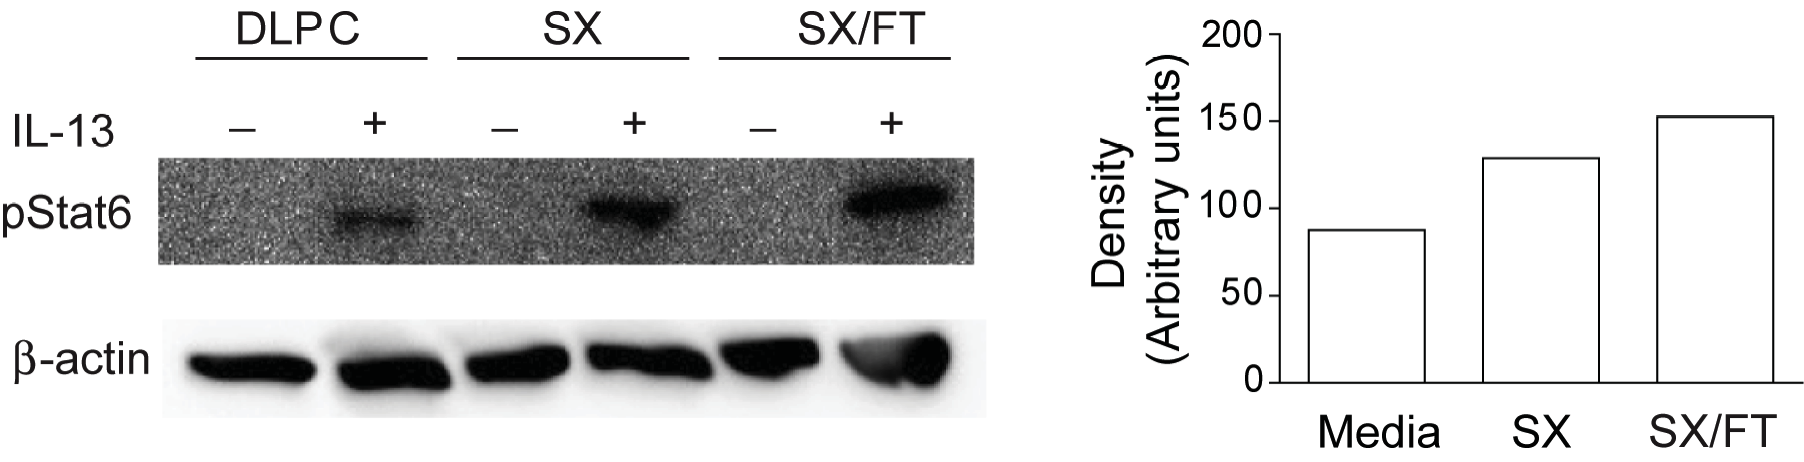 DLPC SX SX/FT
IL-13 – + – + – +
pStat6
β-actin
Density
(Arbitrary units)
200
150
100
50
0
Media SX SX/FT